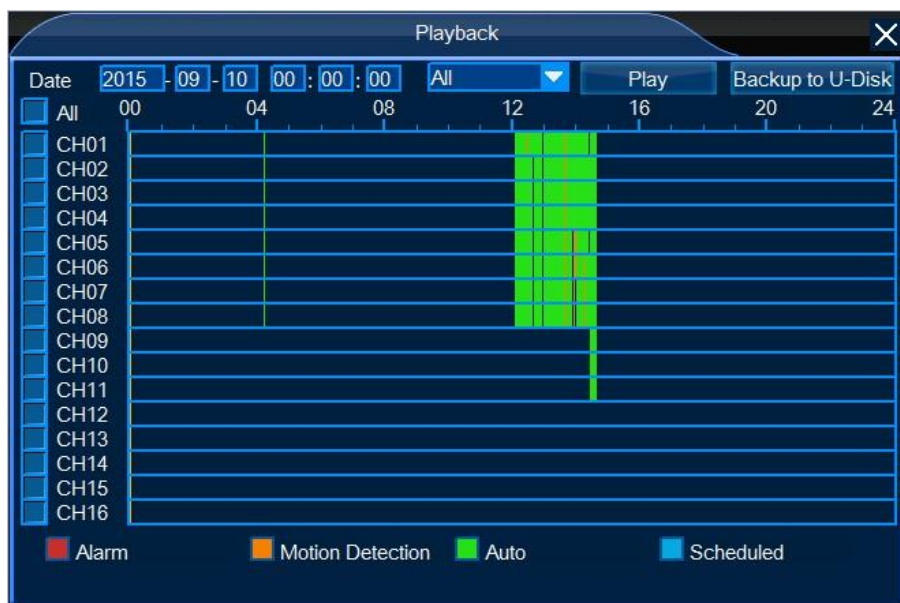 Playback
Date 2015 - 09 - 10 00 : 00 : 00 All Play Backup to U-Disk
All 00 04 08 12 16 20 24
CH01
CH02
CH03
CH04
CH05
CH06
CH07
CH08
CH09
CH10
CH11
CH12
CH13
CH14
CH15
CH16
Alarm Motion Detection Auto Scheduled